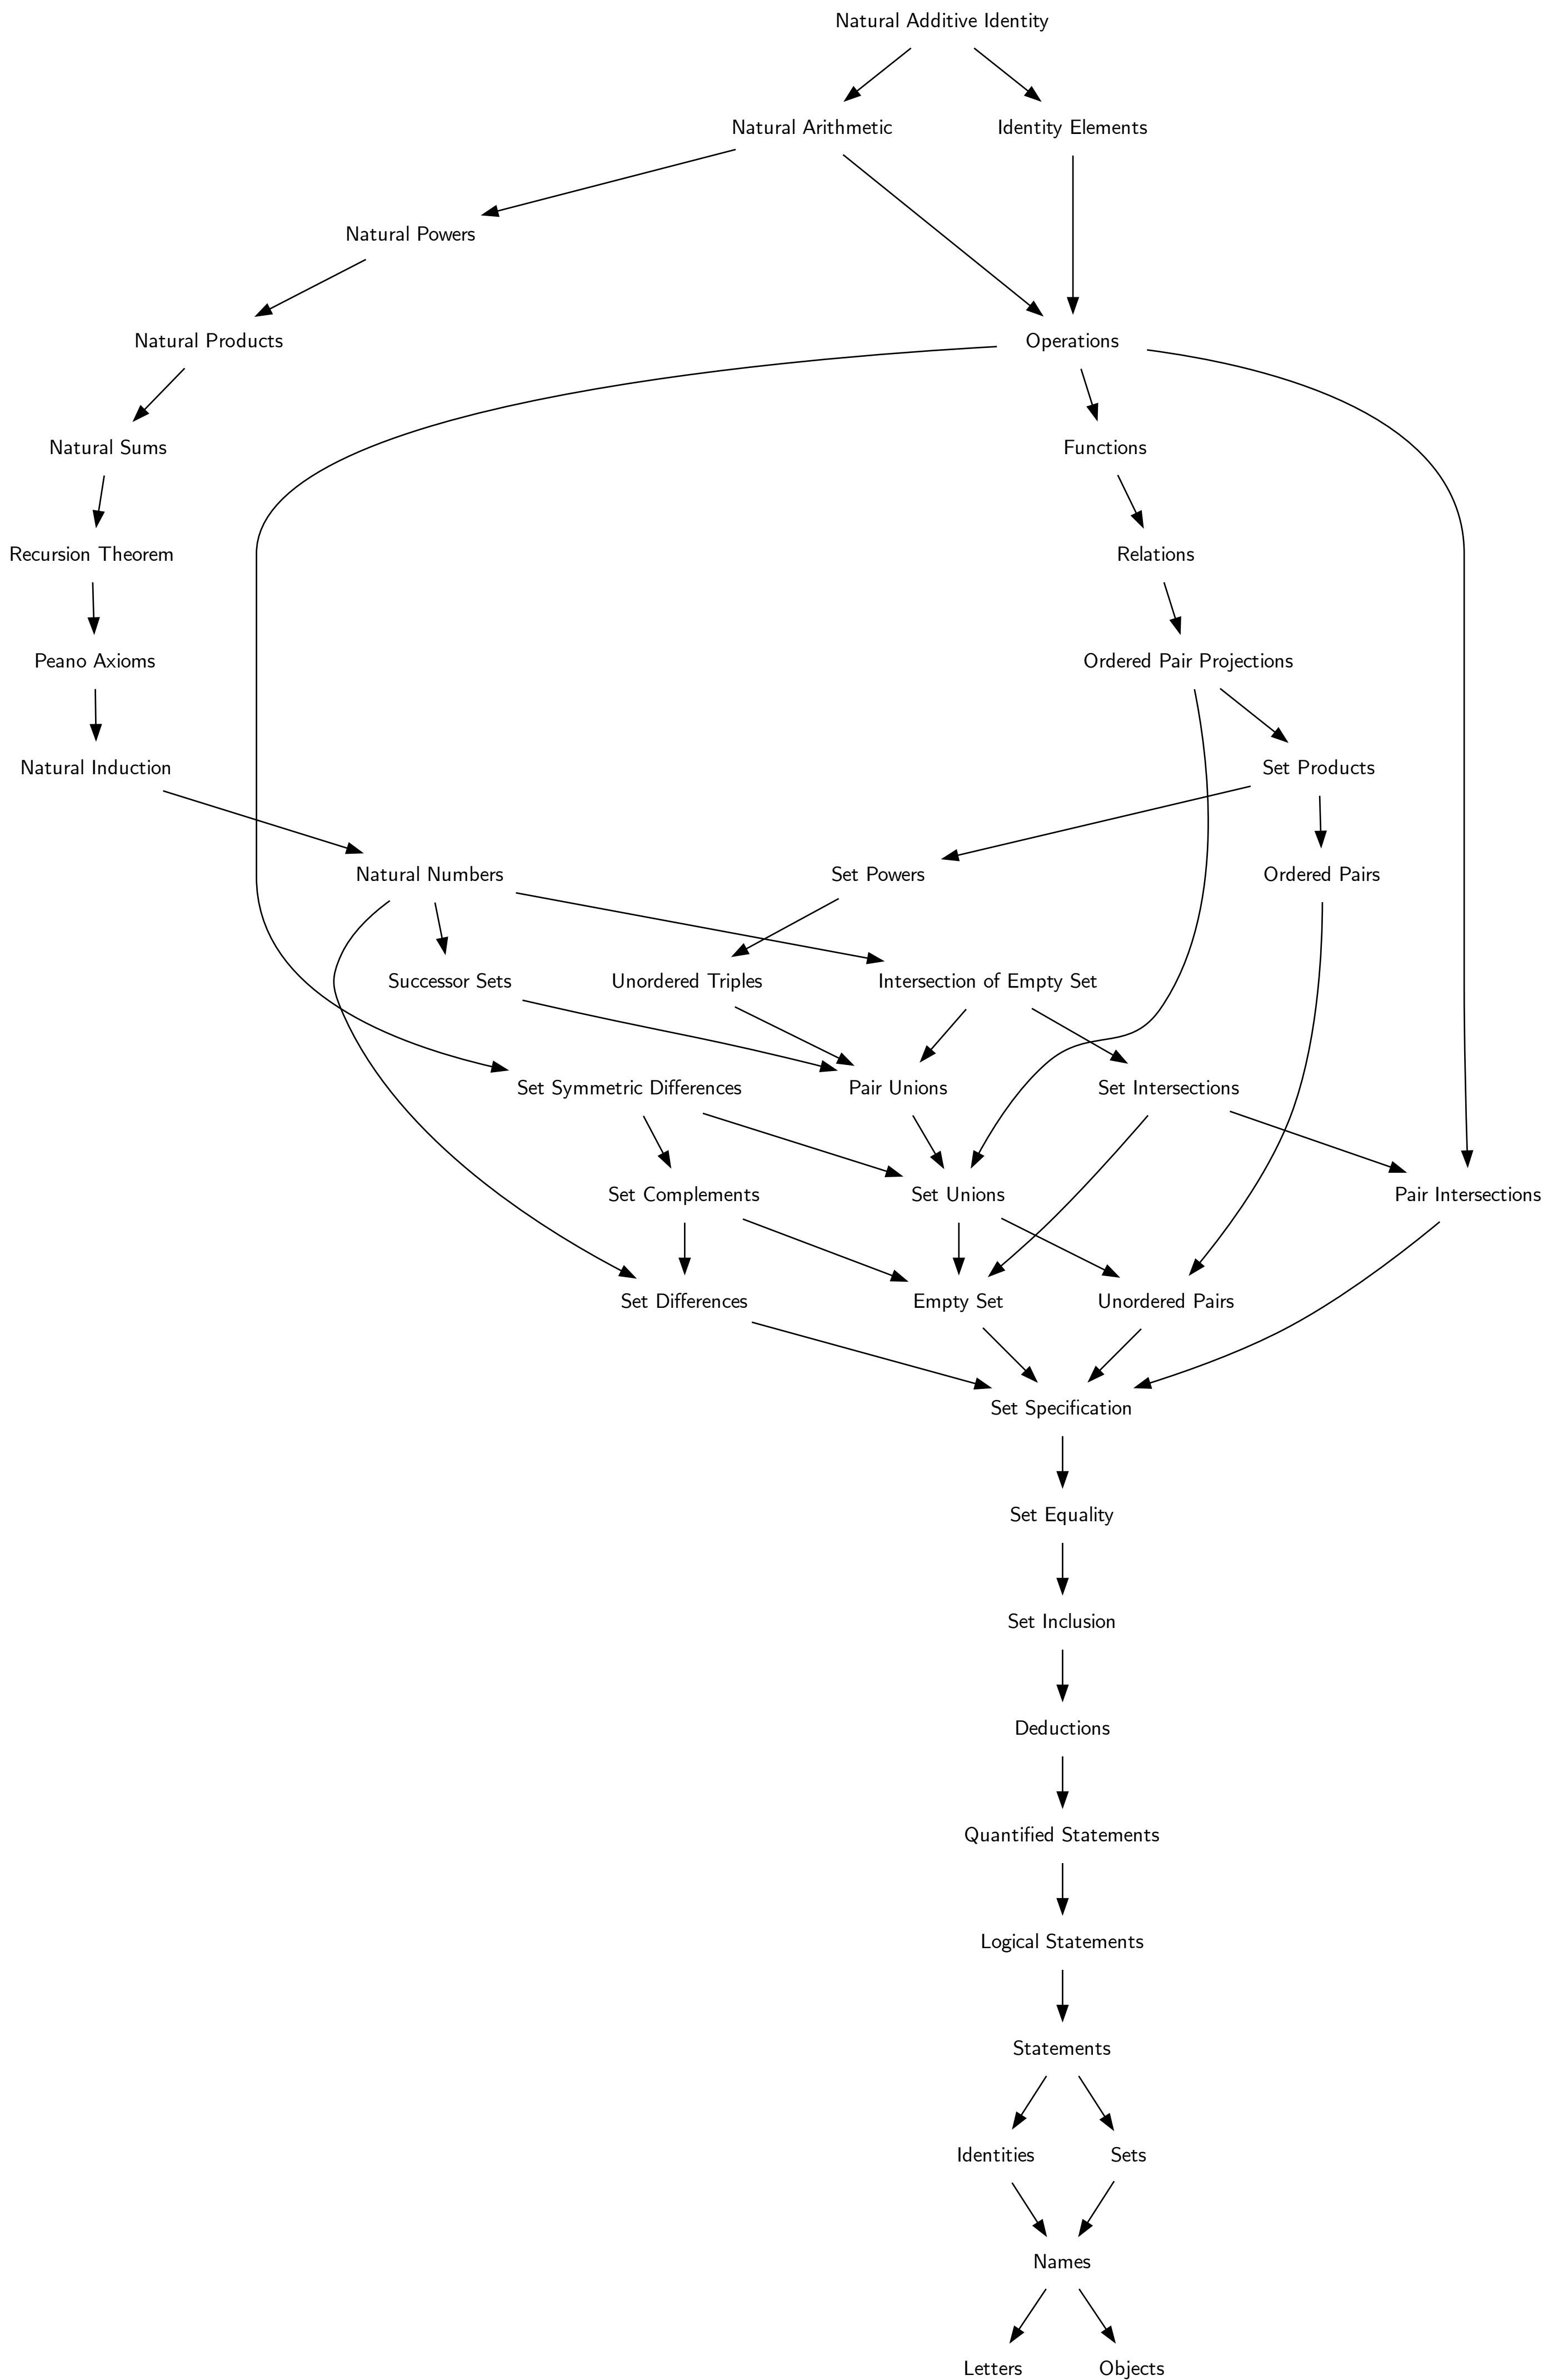 Natural Additive Identity
Natural Arithmetic
Identity Elements
Natural Powers
Natural Products
Operations
Natural Sums
Functions
Recursion Theorem
Relations
Peano Axioms
Ordered Pair Projections
Natural Induction
Set Products
Natural Numbers
Set Powers
Ordered Pairs
Successor Sets
Unordered Triples
Intersection of Empty Set
Set Symmetric Differences
Pair Unions
Set Intersections
Set Complements
Set Unions
Pair Intersections
Set Differences
Empty Set
Unordered Pairs
Set Specification
Set Equality
Set Inclusion
Deductions
Quantified Statements
Logical Statements
Statements
Identities
Sets
Names
Letters
Objects